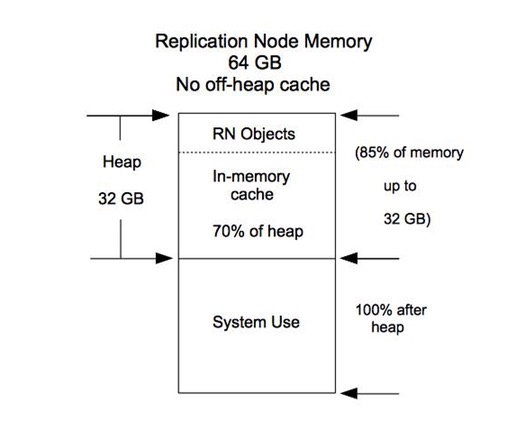 Replication Node Memory
64 GB
No off-heap cache
RN Objects
Heap
32 GB
In-memory
cache
70% of heap
(85% of memory
up to
32 GB)
System Use
100% after
heap